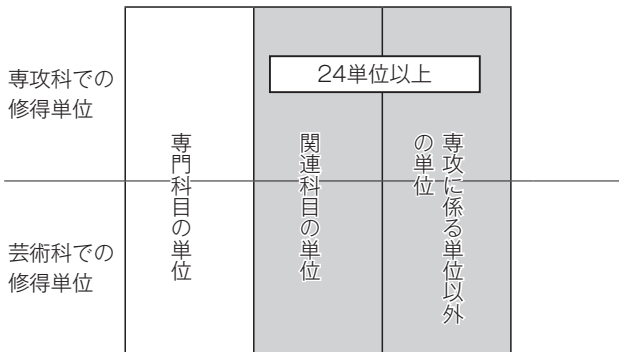 専攻科での
修得単位
24単位以上
専門科目の単位
関連科目の単位
専攻に係る単位以外
の単位
芸術科での
修得単位